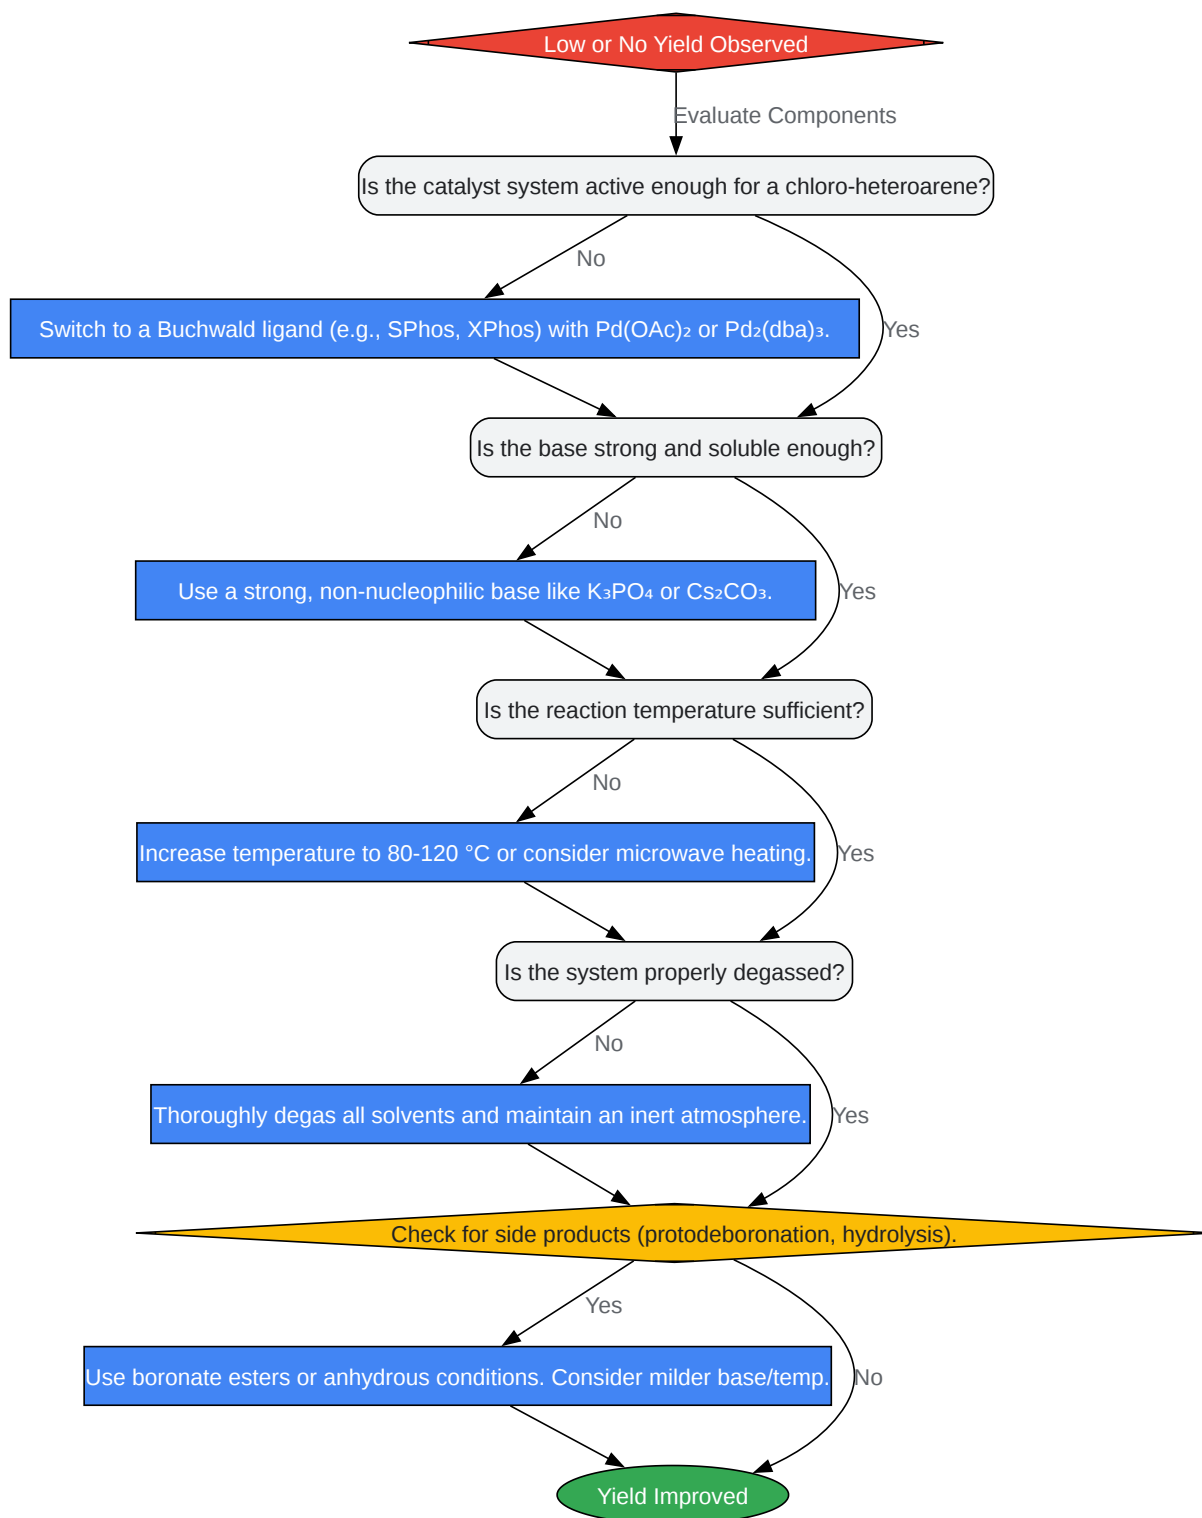 Low or No Yield Observed
Evaluate Components
Is the catalyst system active enough for a chloro-heteroarene?
No
Switch to a Buchwald ligand (e.g., SPhos, XPhos) with Pd(OAc)₂ or Pd₂(dba)₃.
Yes
Is the base strong and soluble enough?
No
Use a strong, non-nucleophilic base like K₃PO₄ or Cs₂CO₃.
Yes
Is the reaction temperature sufficient?
No
Increase temperature to 80-120 °C or consider microwave heating.
Yes
Is the system properly degassed?
No
Thoroughly degas all solvents and maintain an inert atmosphere.
Yes
Check for side products (protodeboronation, hydrolysis).
Yes
Use boronate esters or anhydrous conditions. Consider milder base/temp.
No
Yield Improved